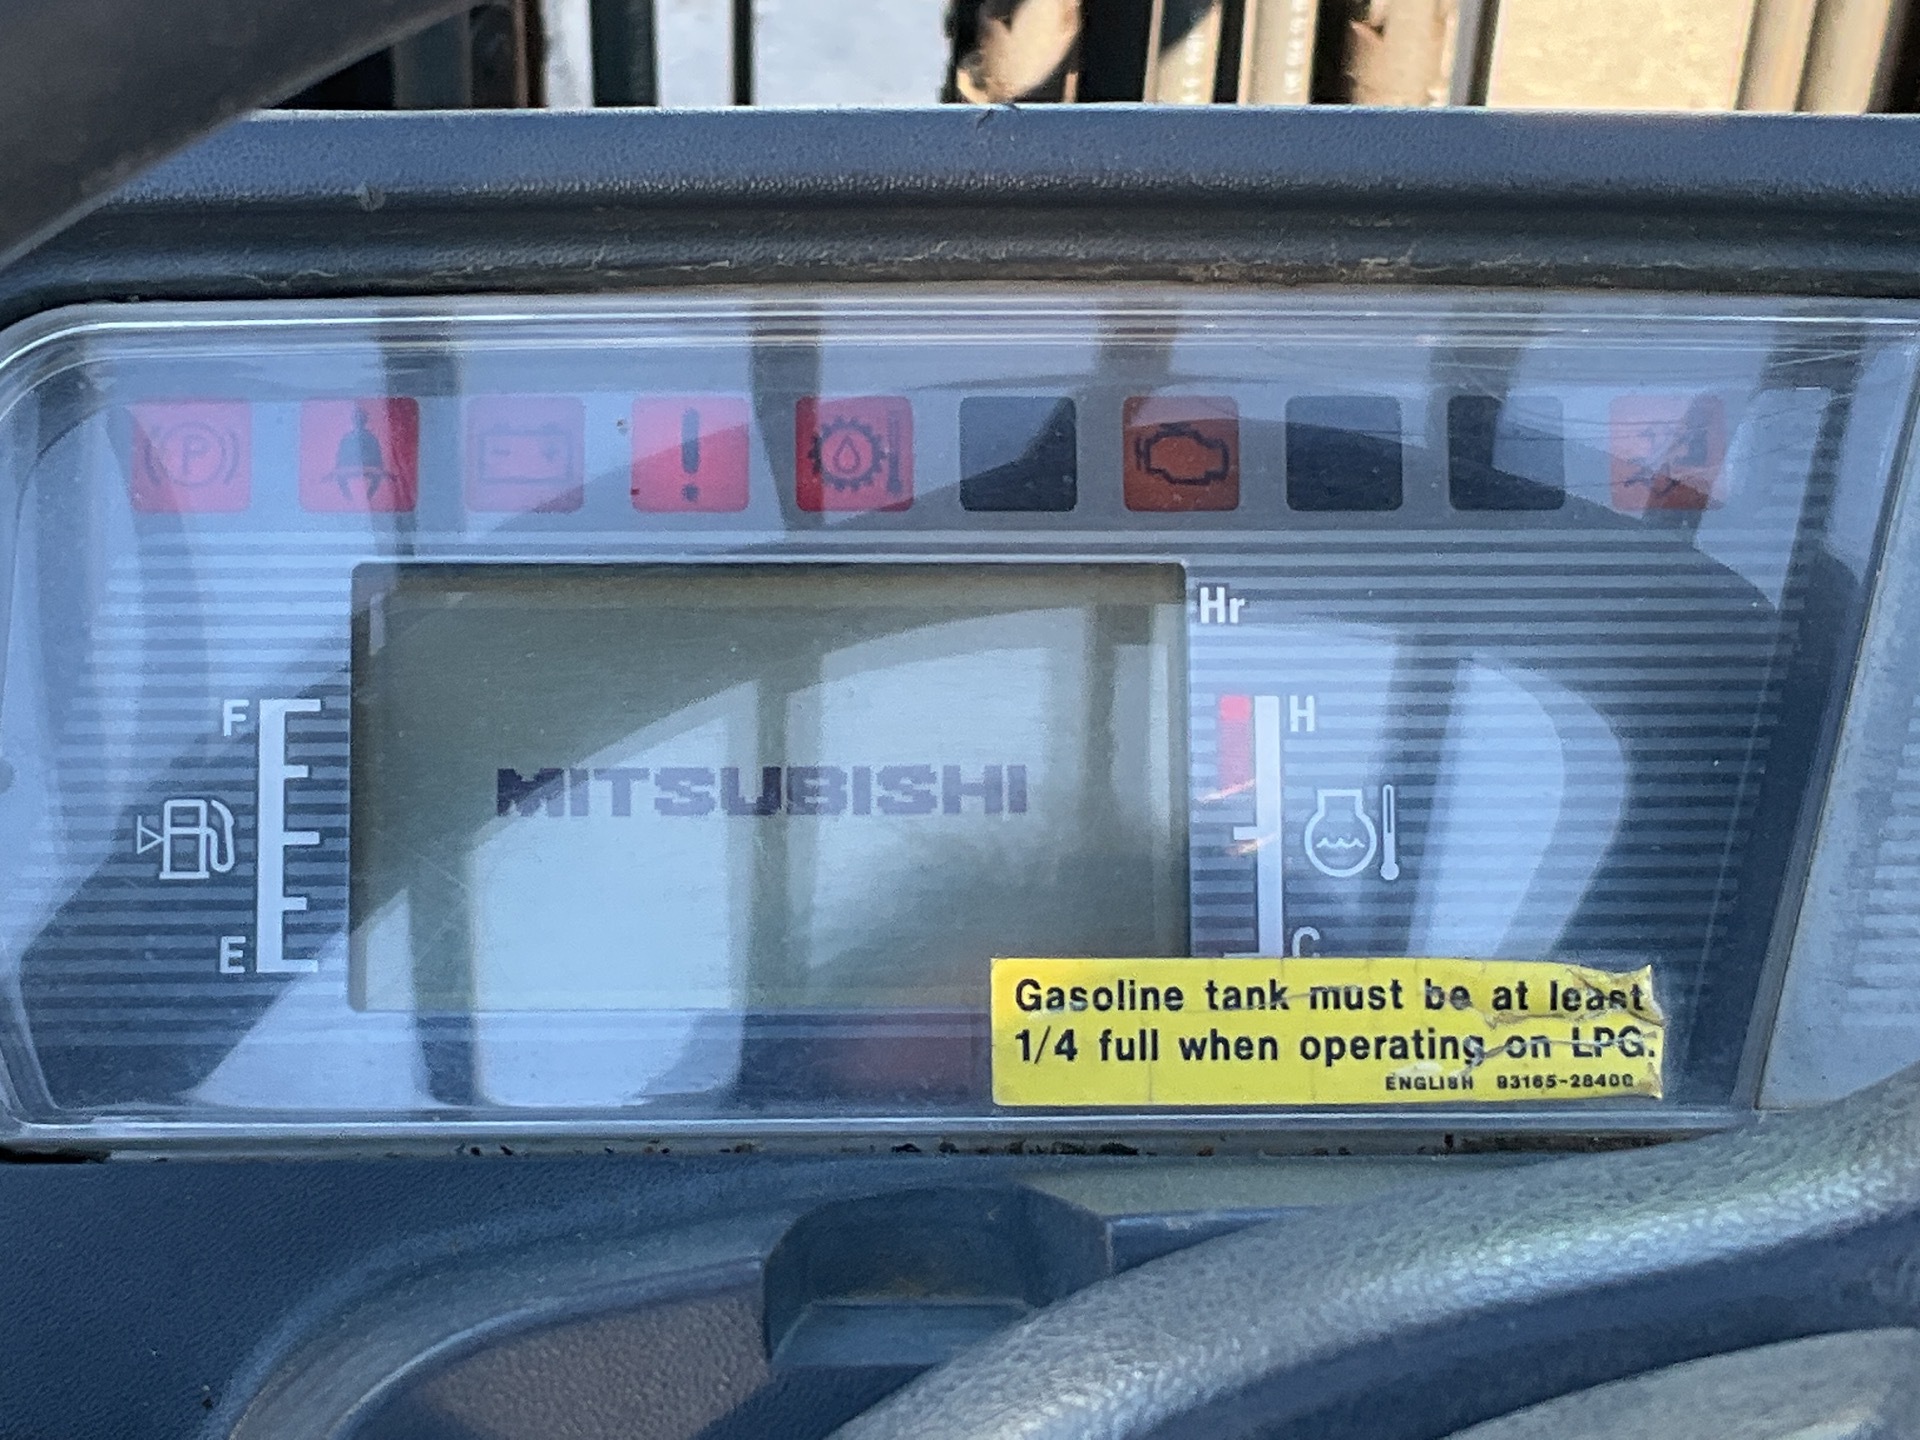 P
!
Hr
F
H
MITSUBISHI
E
C
Gasoline tank must be at least
1/4 full when operating on LPG.
ENGLISH 93165-28400